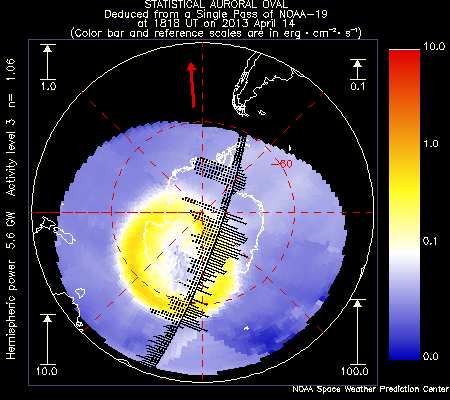 STATISTICAL AURORAL OVAL
Deduced from a Single Pass of NOAA-19
at 1818 UT on 2013 April 14
(Color bar and reference scales are in erg · cm⁻² · s⁻¹)
1.0
0.1
10.0
1.0
0.1
0.0
-60
Hemispheric power 5.6 GW Activity level 3 n= 1.06
10.0
100.0
NOAA Space Weather Prediction Center